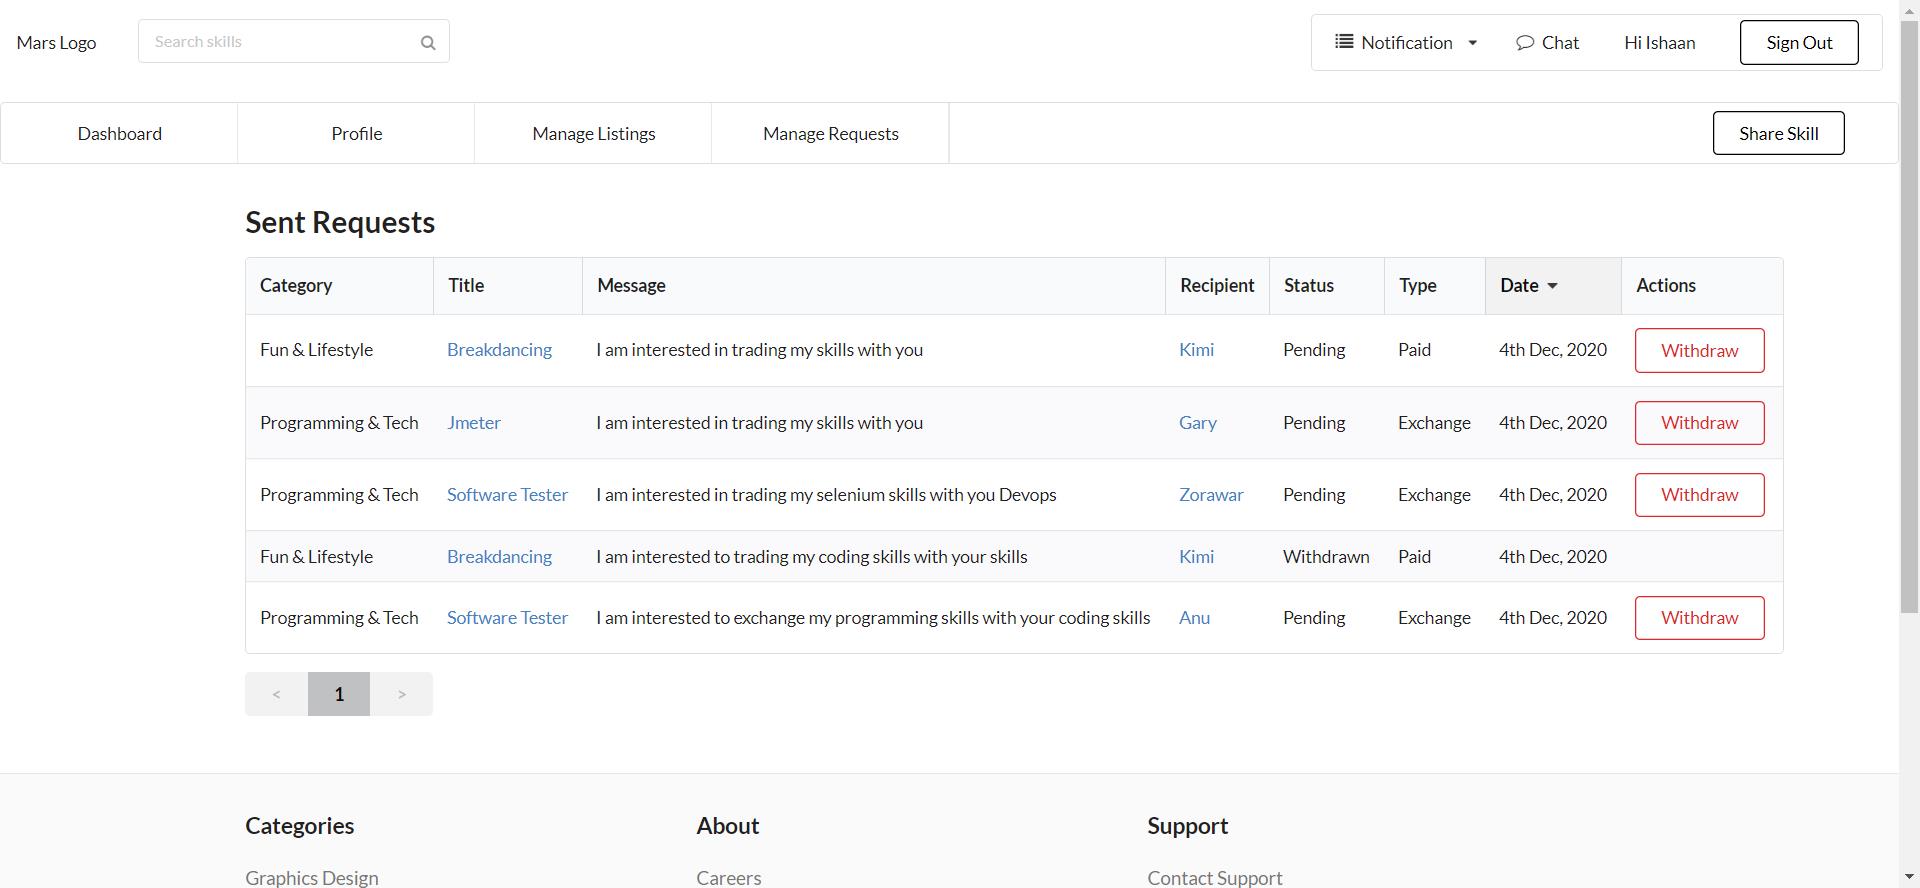 Mars Logo Search skills Notification Chat Hi Ishaan Sign Out
Dashboard Profile Manage Listings Manage Requests Share Skill
Sent Requests
Category Title Message Recipient Status Type Date Actions
Fun & Lifestyle Breakdancing I am interested in trading my skills with you Kimi Pending Paid 4th Dec, 2020 Withdraw
Programming & Tech Jmeter I am interested in trading my skills with you Gary Pending Exchange 4th Dec, 2020 Withdraw
Programming & Tech Software Tester I am interested in trading my selenium skills with you Devops Zorawar Pending Exchange 4th Dec, 2020 Withdraw
Fun & Lifestyle Breakdancing I am interested to trading my coding skills with your skills Kimi Withdrawn Paid 4th Dec, 2020
Programming & Tech Software Tester I am interested to exchange my programming skills with your coding skills Anu Pending Exchange 4th Dec, 2020 Withdraw
< 1 >
Categories About Support
Graphics Design Careers Contact Support